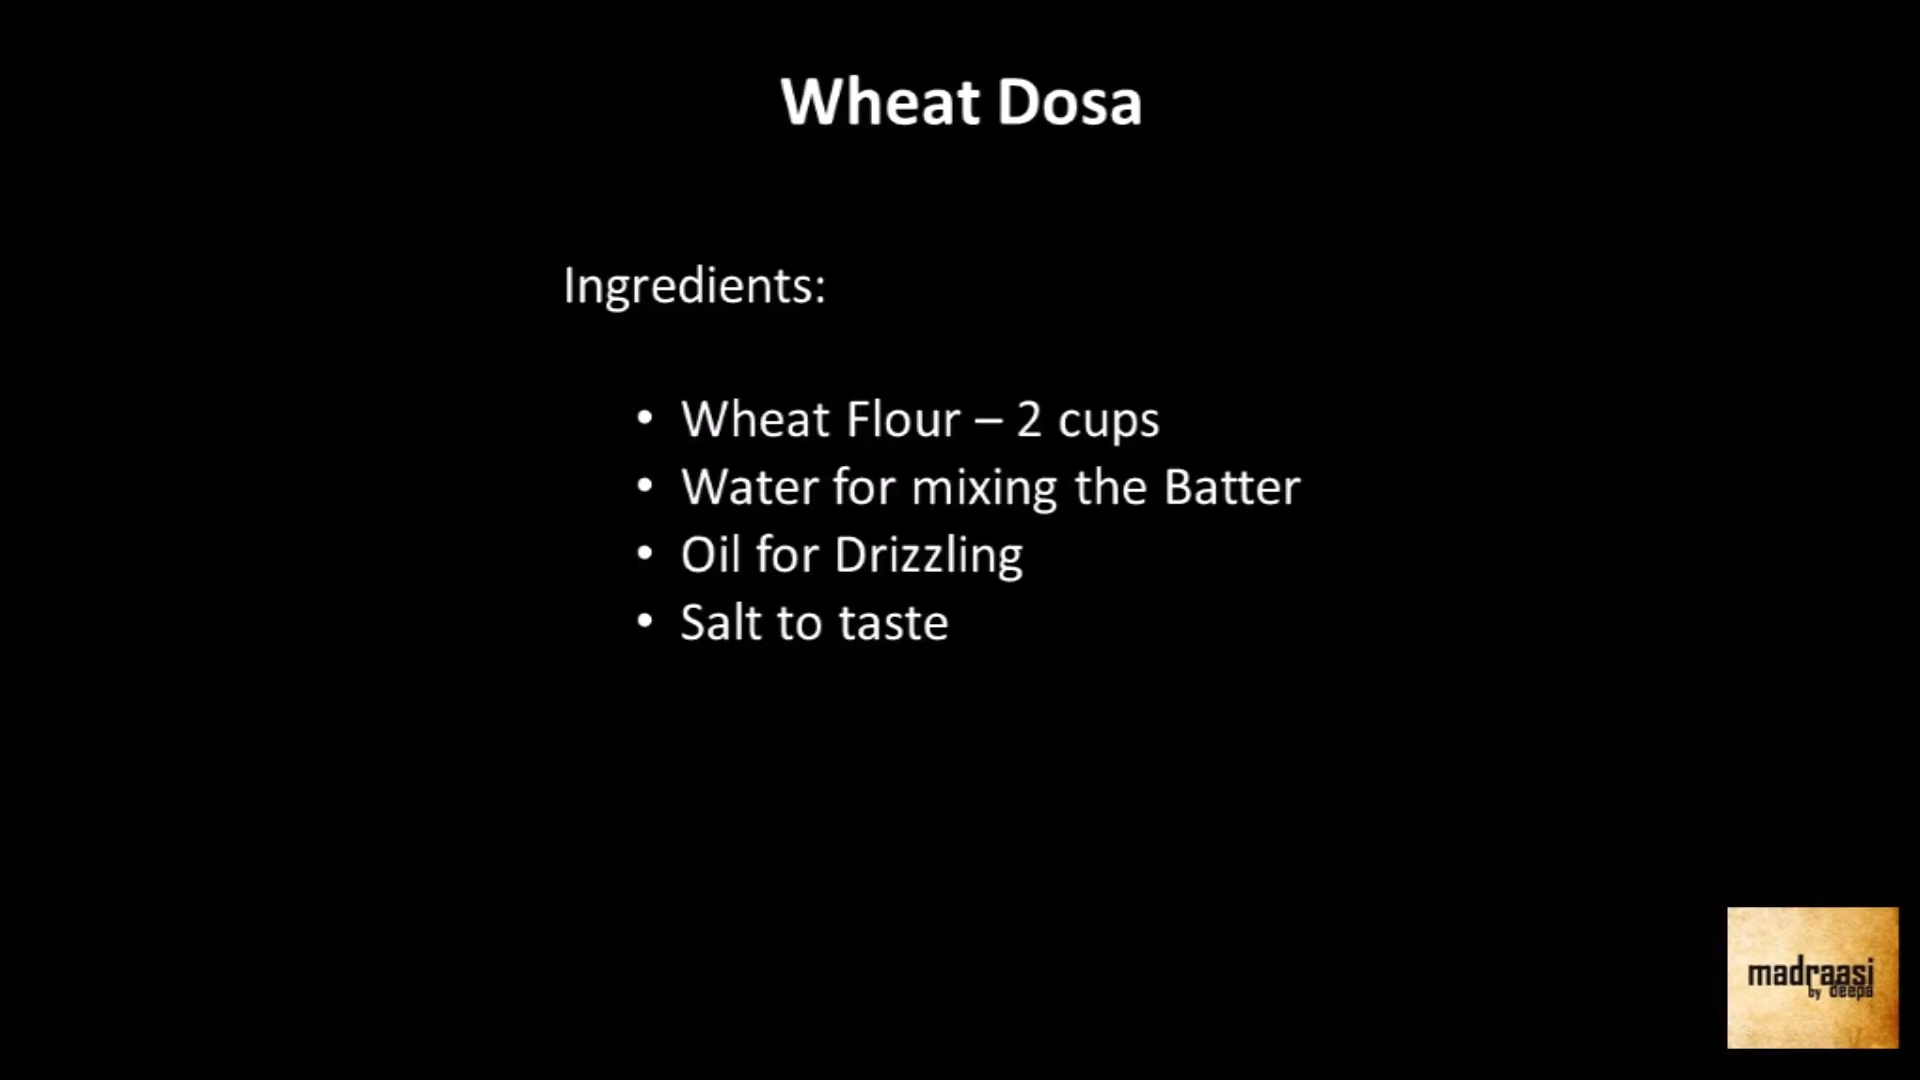 Wheat Dosa
Ingredients:
• Wheat Flour – 2 cups
• Water for mixing the Batter
• Oil for Drizzling
• Salt to taste
madraasi
by deepa